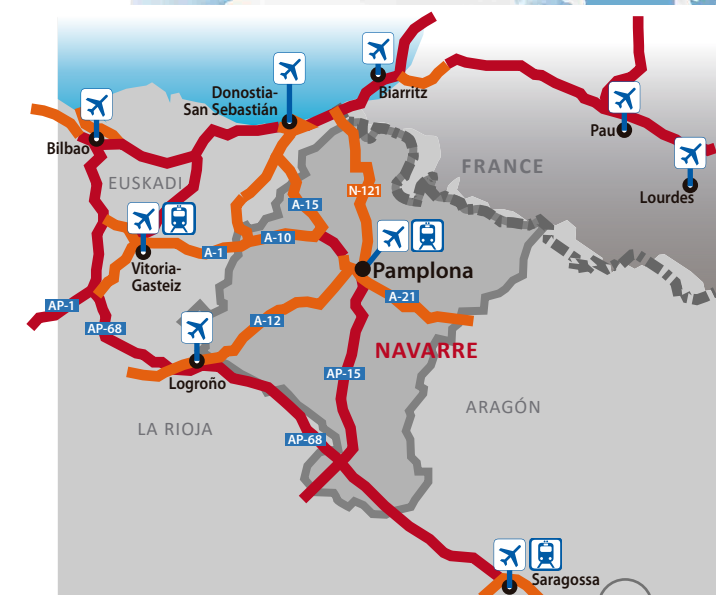 Donostia-
San Sebastián
Biarritz
Bilbao
Pau
FRANCE
EUSKADI
N-121
Lourdes
A-15
A-10
A-1
Vitoria-
Gasteiz
Pamplona
A-21
AP-1
AP-68
A-12
NAVARRE
AP-15
Logroño
ARAGÓN
LA RIOJA
AP-68
Saragossa